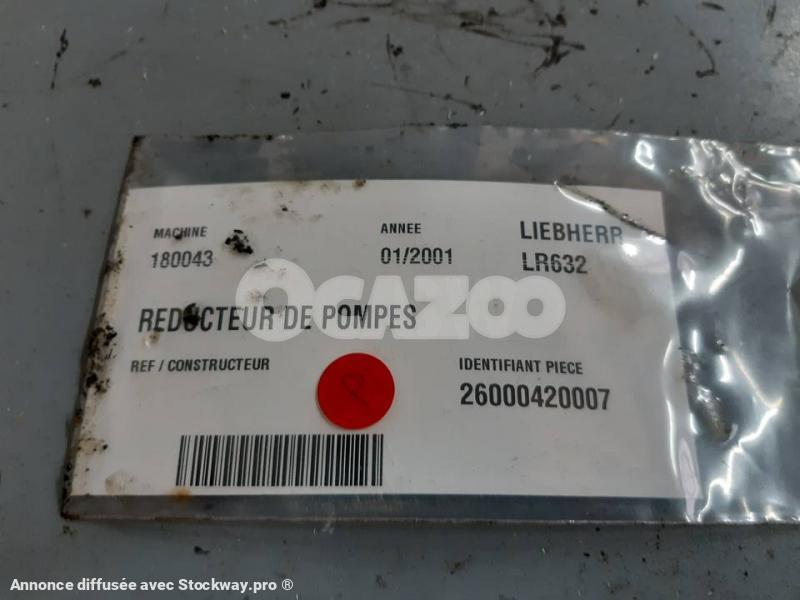 MACHINE ANNEE LIEBHERR
180043 01/2001 LR632
OCAZOO
REDUCTEUR DE POMPES
REF / CONSTRUCTEUR IDENTIFIANT PIECE
26000420007
Annonce diffusée avec Stockway.pro ®